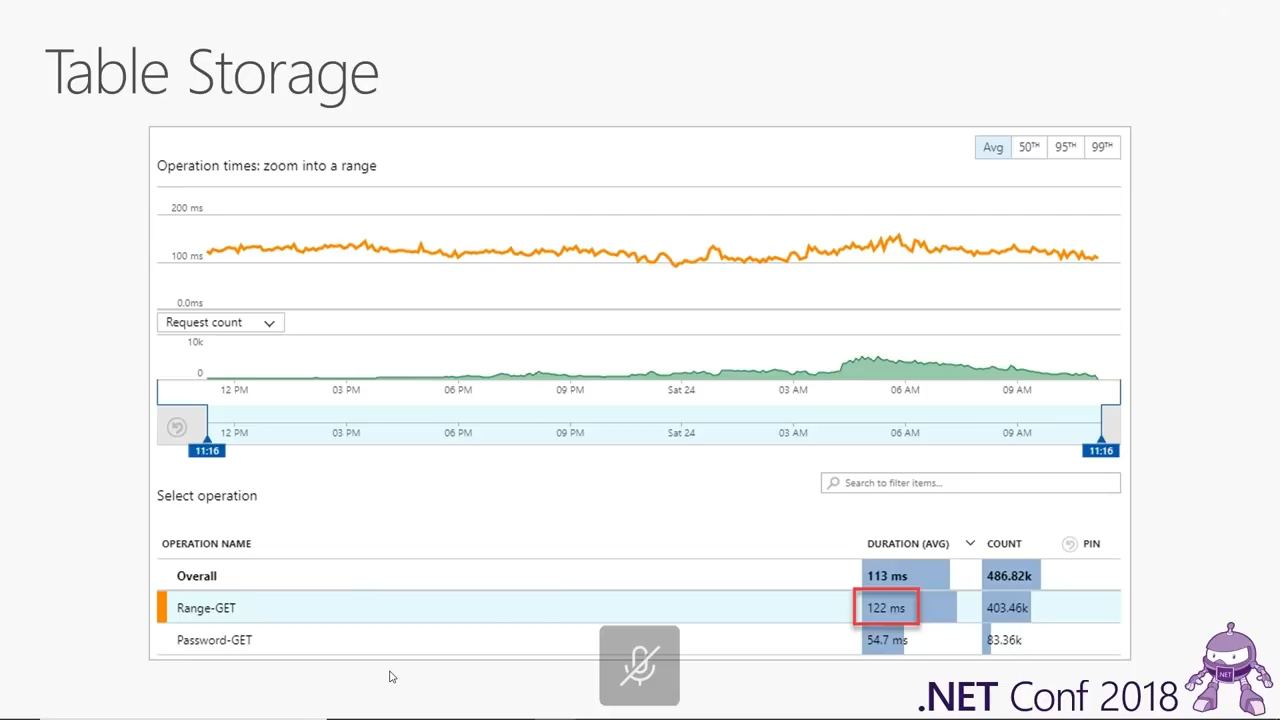 Table Storage
Avg 50TH 95TH 99TH
Operation times: zoom into a range
200 ms
100 ms
0.0ms
Request count
10k
0
12 PM 03 PM 06 PM 09 PM Sat 24 03 AM 06 AM 09 AM
12 PM 03 PM 06 PM 09 PM Sat 24 03 AM 06 AM 09 AM
11:16 11:16
Select operation
Search to filter items...
OPERATION NAME DURATION (AVG) COUNT PIN
Overall 113 ms 486.82k
Range-GET 122 ms 403.46k
Password-GET 54.7 ms 83.36k
.NET Conf 2018
.NET